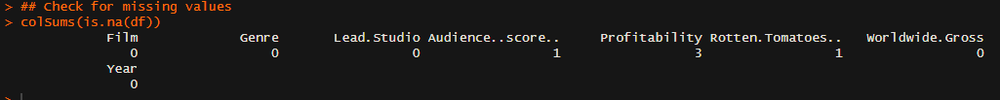 > ## Check for missing values
> colSums(is.na(df))
Film Genre Lead.Studio Audience..score.. Profitability Rotten.Tomatoes.. Worldwide.Gross
0 0 0 1 3 1 0
Year
0
>